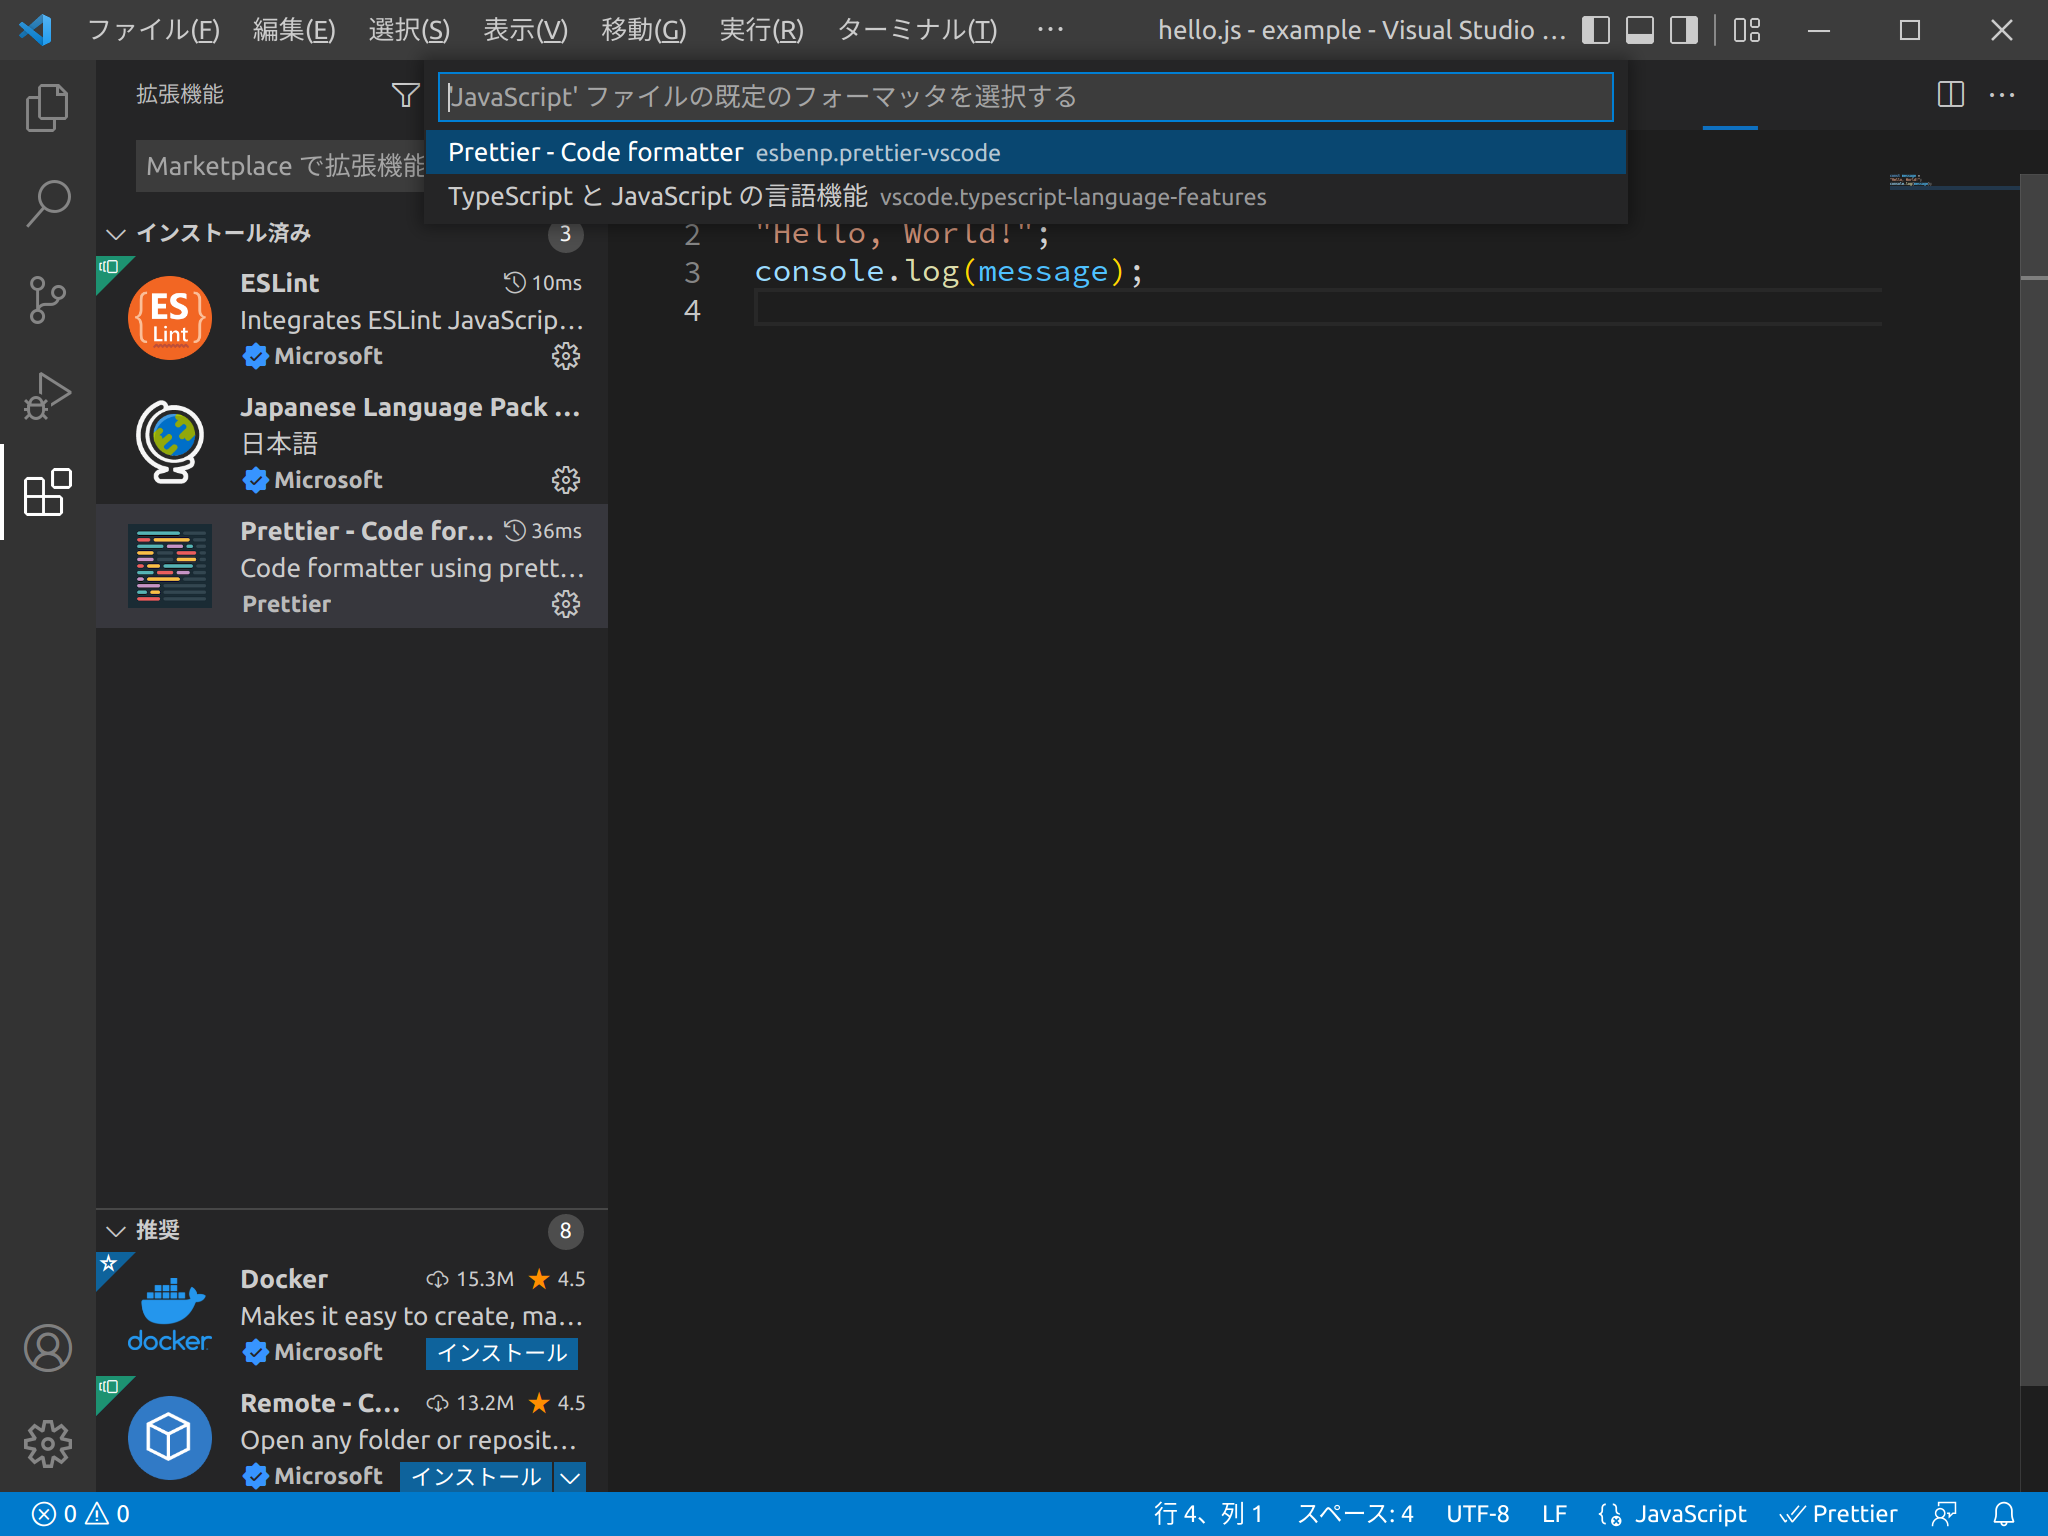 ファイル(F) 編集(E) 選択(S) 表示(V) 移動(G) 実行(R) ターミナル(T) ··· hello.js - example - Visual Studio …
拡張機能
'JavaScript' ファイルの既定のフォーマッタを選択する
Prettier - Code formatter esbenp.prettier-vscode
TypeScript と JavaScript の言語機能 vscode.typescript-language-features
Marketplace で拡張機能
インストール済み 3
ESLint 10ms
Integrates ESLint JavaScrip…
Microsoft
Japanese Language Pack …
日本語
Microsoft
Prettier - Code for… 36ms
Code formatter using prett…
Prettier
推奨 8
Docker 15.3M 4.5
Makes it easy to create, ma…
Microsoft インストール
Remote - C… 13.2M 4.5
Open any folder or reposit…
Microsoft インストール
ES
Lint
docker
2 "Hello, World!";
3 console.log(message);
4
0 0 行 4、列 1 スペース: 4 UTF-8 LF JavaScript Prettier